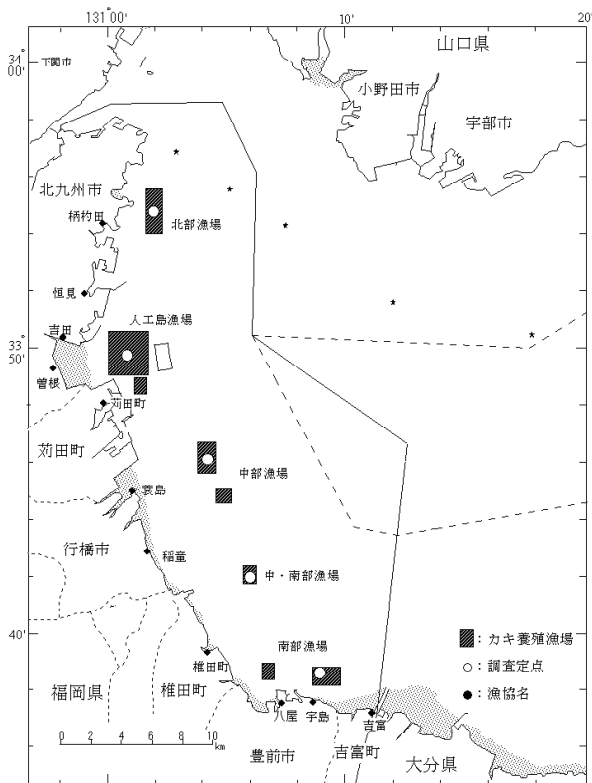 131°00′
10′
20′
34°00′
下関市
山口県
小野田市
宇部市
北九州市
柄杓田
北部漁場
恒見
人工島漁場
吉田
33°50′
曽根
苅田町
苅田町
中部漁場
蓑島
行橋市
稲童
中・南部漁場
40′
南部漁場
：カキ養殖漁場
：調査定点
：漁協名
椎田町
福岡県
椎田町
八屋
宇島
吉富
0 2 4 6 8 10
km
豊前市
吉富町
大分県